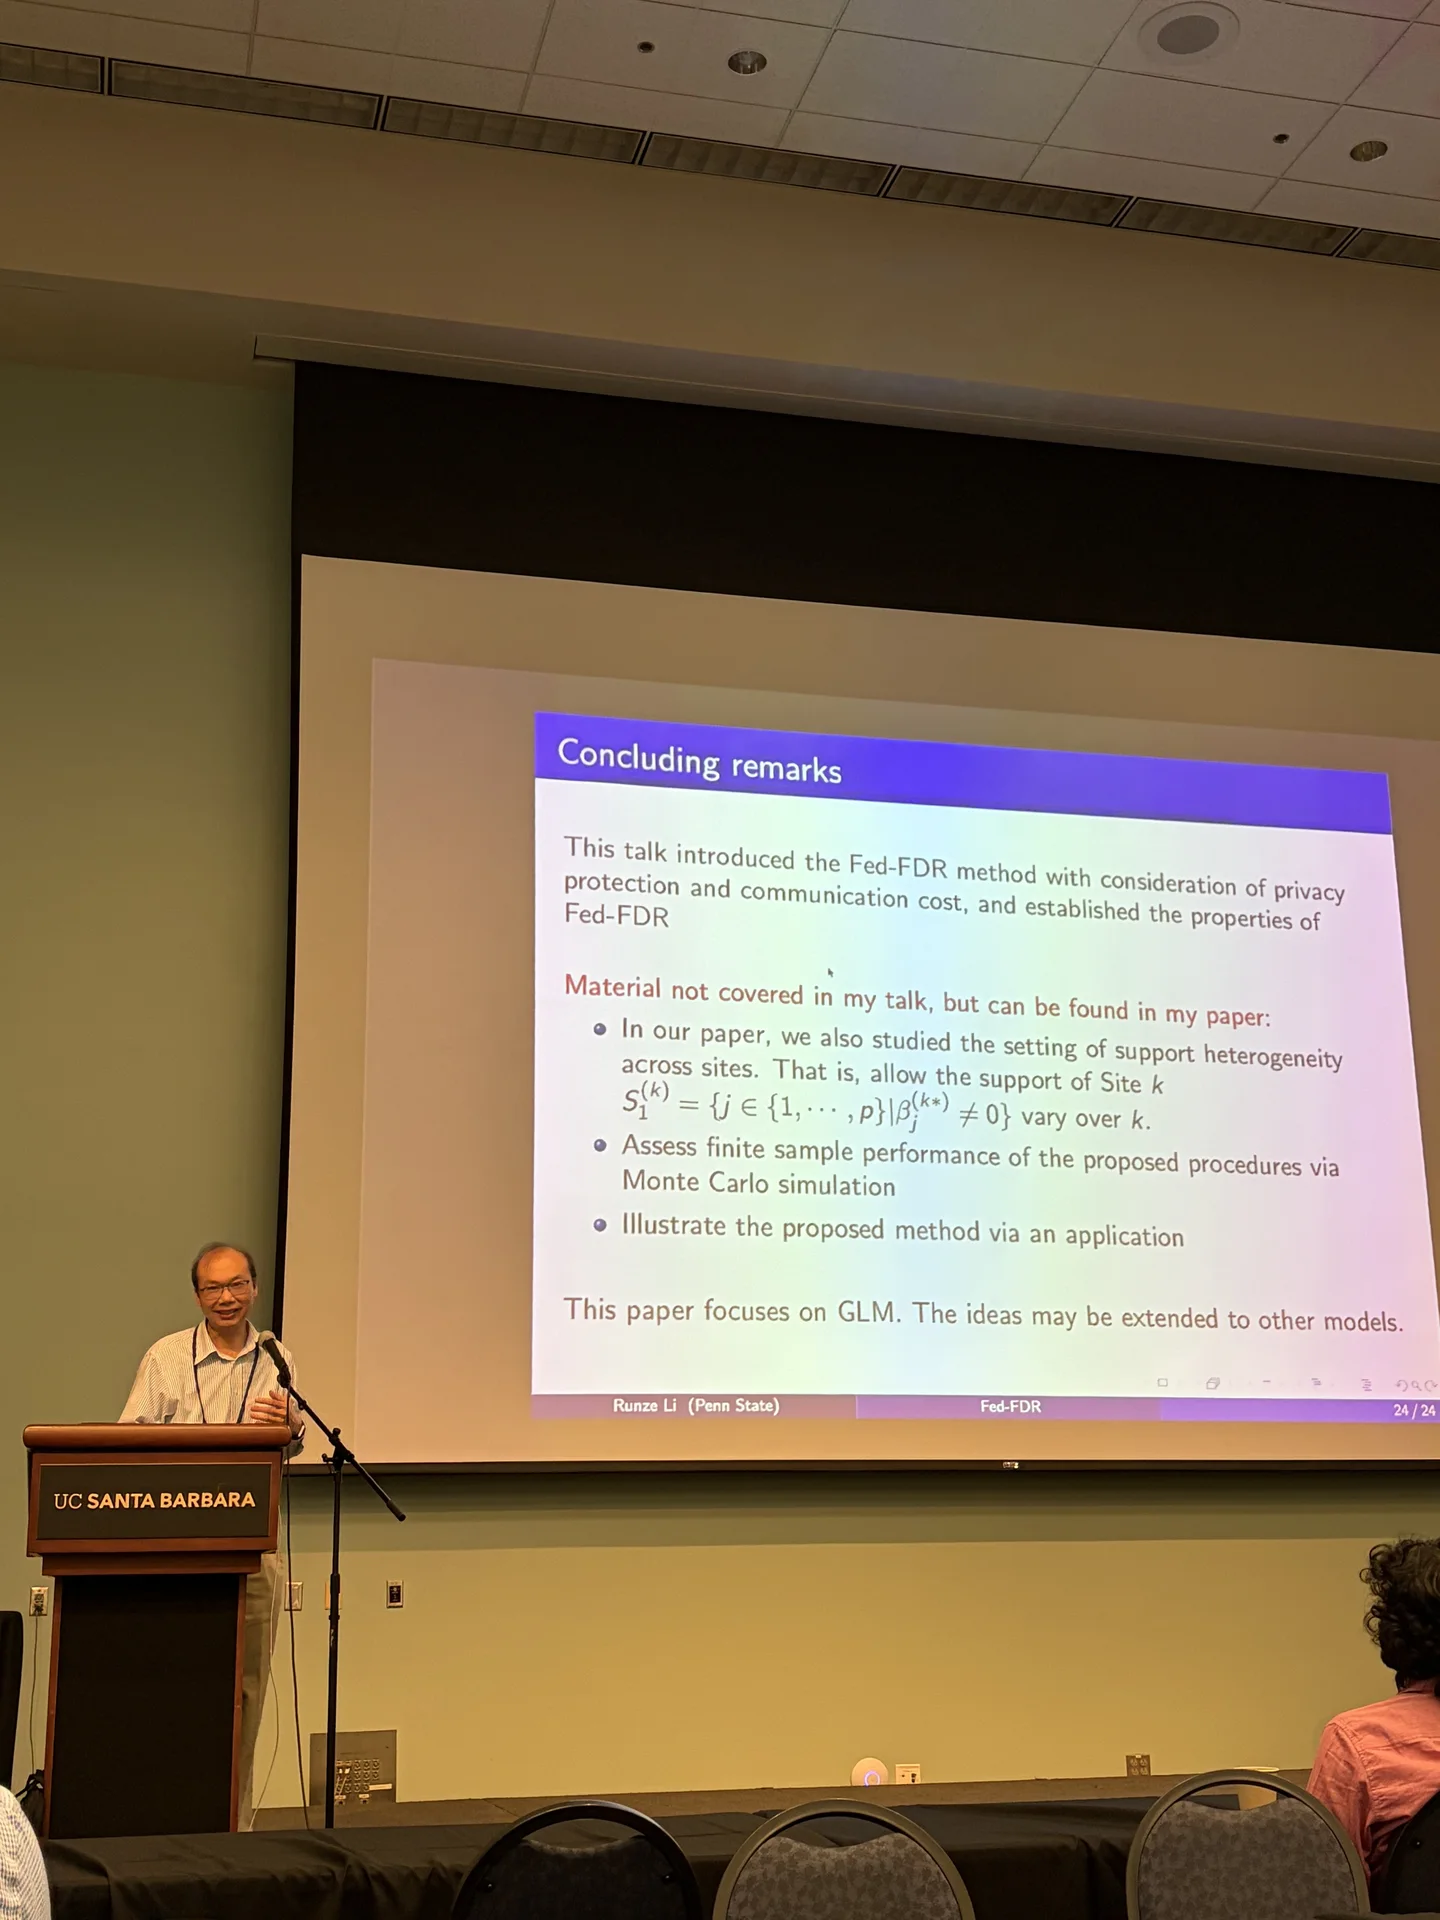 Concluding remarks
This talk introduced the Fed-FDR method with consideration of privacy
protection and communication cost, and established the properties of
Fed-FDR
Material not covered in my talk, but can be found in my paper:
In our paper, we also studied the setting of support heterogeneity
across sites. That is, allow the support of Site k
S₁⁽ᵏ⁾ = {j ∈ {1, ⋯ , p}|βⱼ⁽ᵏ*⁾ ≠ 0} vary over k.
Assess finite sample performance of the proposed procedures via
Monte Carlo simulation
Illustrate the proposed method via an application
This paper focuses on GLM. The ideas may be extended to other models.
Runze Li (Penn State) Fed-FDR 24 / 24
UC SANTA BARBARA